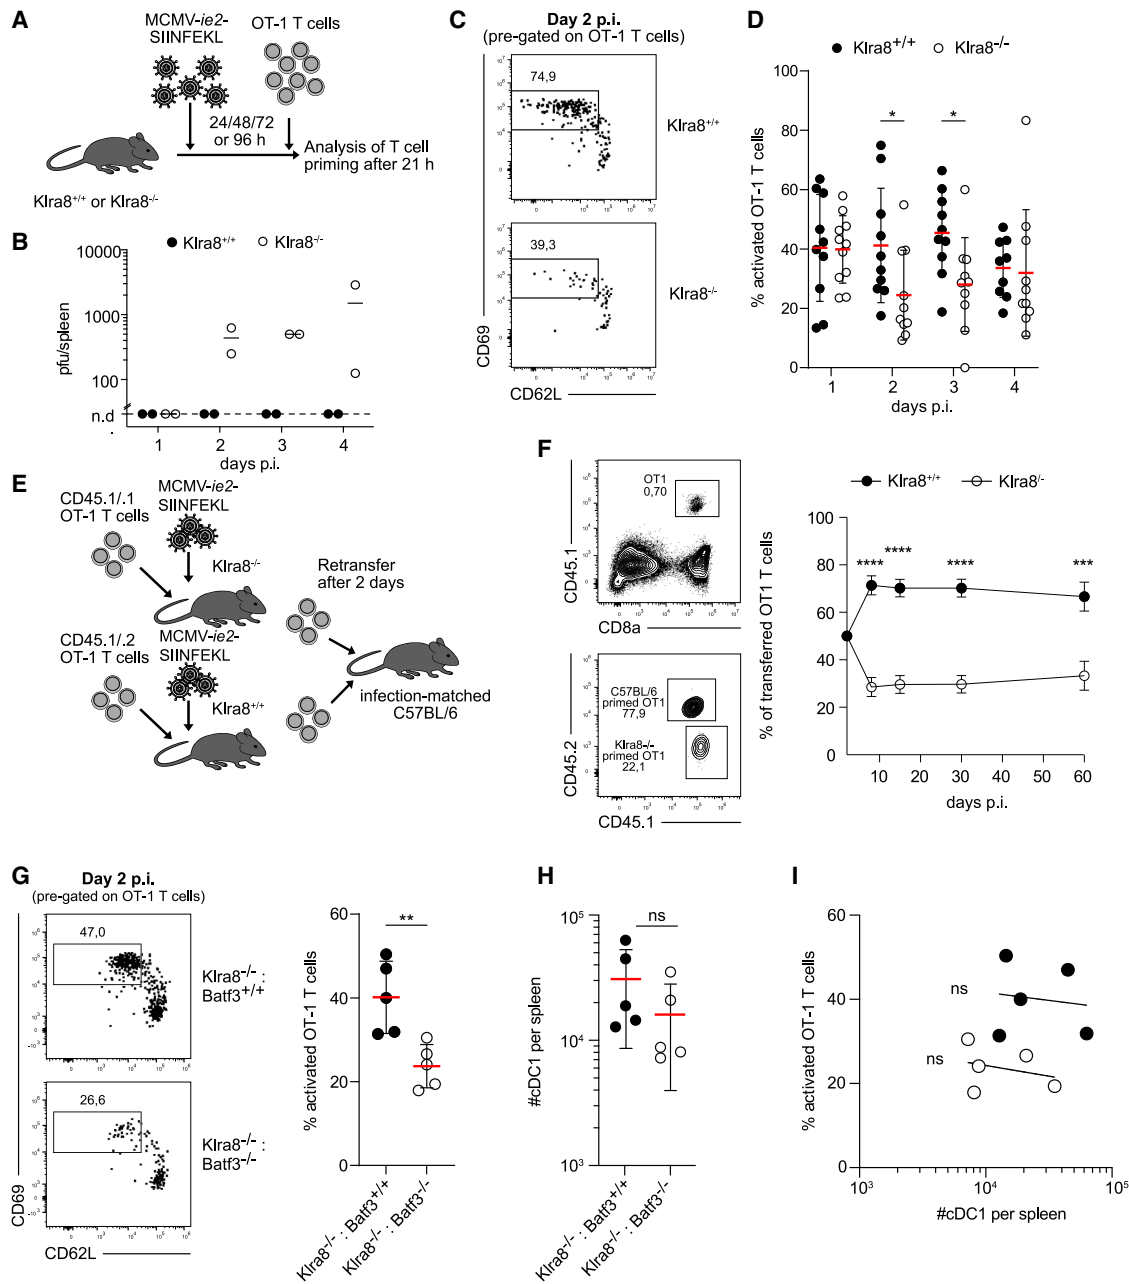 A
MCMV-ie2-
SIINFEKL
OT-1 T cells
24/48/72
or 96 h
Analysis of T cell
priming after 21 h
Klra8+/+ or Klra8-/-
B
Klra8+/+
Klra8-/-
pfu/spleen
10000
1000
100
n.d
.
1 2 3 4
days p.i.
C
Day 2 p.i.
(pre-gated on OT-1 T cells)
74,9
Klra8+/+
39,3
Klra8-/-
CD69
CD62L
D
Klra8+/+
Klra8-/-
% activated OT-1 T cells
100
80
60
40
20
0
* *
1 2 3 4
days p.i.
E
CD45.1/.1
OT-1 T cells
MCMV-ie2-
SIINFEKL
Klra8-/-
CD45.1/.2
OT-1 T cells
MCMV-ie2-
SIINFEKL
Klra8+/+
Retransfer
after 2 days
infection-matched
C57BL/6
F
OT1
0,70
CD45.1
CD8a
C57BL/6
primed OT1
77,9
Klra8-/-
primed OT1
22,1
CD45.2
CD45.1
Klra8+/+
Klra8/-
% of transferred OT1 T cells
100
80
60
40
20
0
**** **** **** ***
10 20 30 40 50 60
days p.i.
G
Day 2 p.i.
(pre-gated on OT-1 T cells)
47,0
Klra8-/- :
Batf3+/+
26,6
Klra8-/- :
Batf3-/-
CD69
CD62L
% activated OT-1 T cells
60
40
20
0
**
Klra8-/- : Batf3+/+
Klra8-/- : Batf3-/-
H
#cDC1 per spleen
10^5
10^4
10^3
ns
Klra8-/- : Batf3+/+
Klra8-/- : Batf3-/-
I
% activated OT-1 T cells
60
40
20
0
ns
ns
10^3 10^4 10^5
#cDC1 per spleen